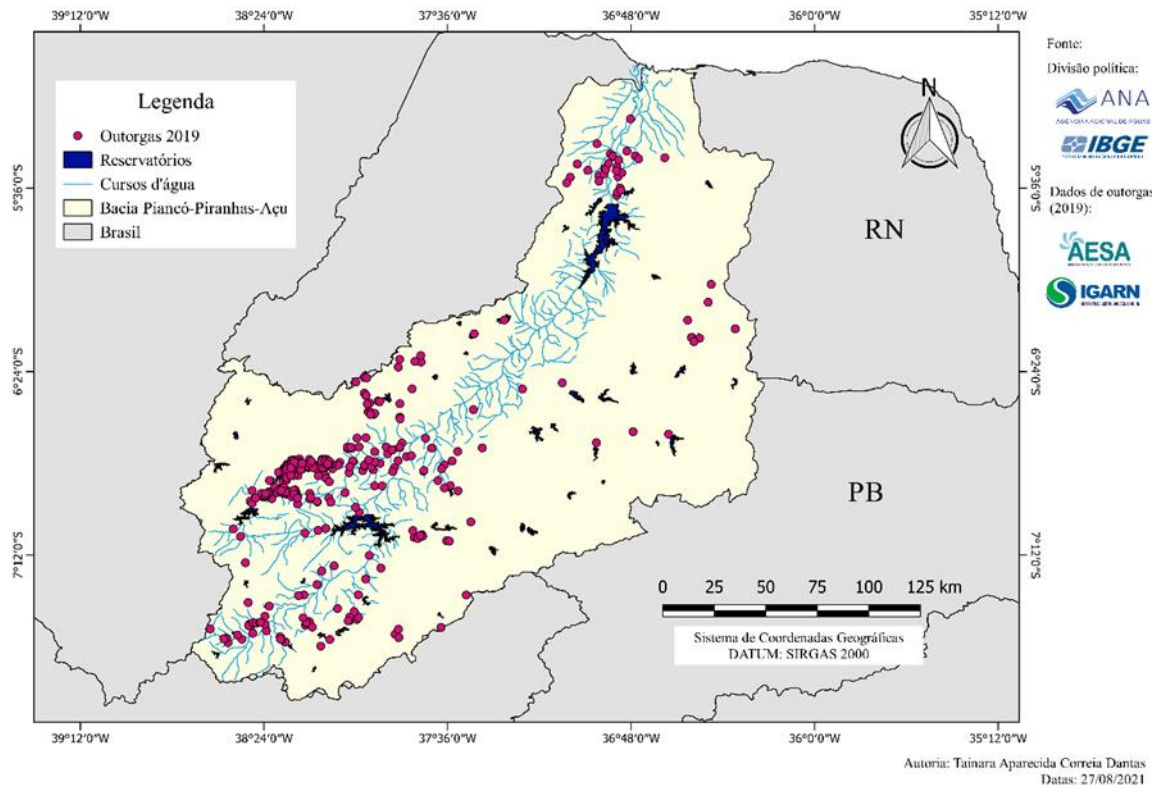 39°12'0"W 38°24'0"W 37°36'0"W 36°48'0"W 36°0'0"W 35°12'0"W
Legenda
Outorgas 2019
Reservatórios
Cursos d'água
Bacia Piancó-Piranhas-Açu
Brasil
N
RN
PB
5°36'0"S
6°24'0"S
7°12'0"S
5°36'0"S
6°24'0"S
7°12'0"S
0 25 50 75 100 125 km
Sistema de Coordenadas Geográficas
DATUM: SIRGAS 2000
39°12'0"W 38°24'0"W 37°36'0"W 36°48'0"W 36°0'0"W 35°12'0"W
Fonte:
Divisão política:
ANA
AGÊNCIA NACIONAL DE ÁGUAS
IBGE
Dados de outorgas
(2019):
AESA
IGARN
Autoria: Tainara Aparecida Correia Dantas
Datas: 27/08/2021